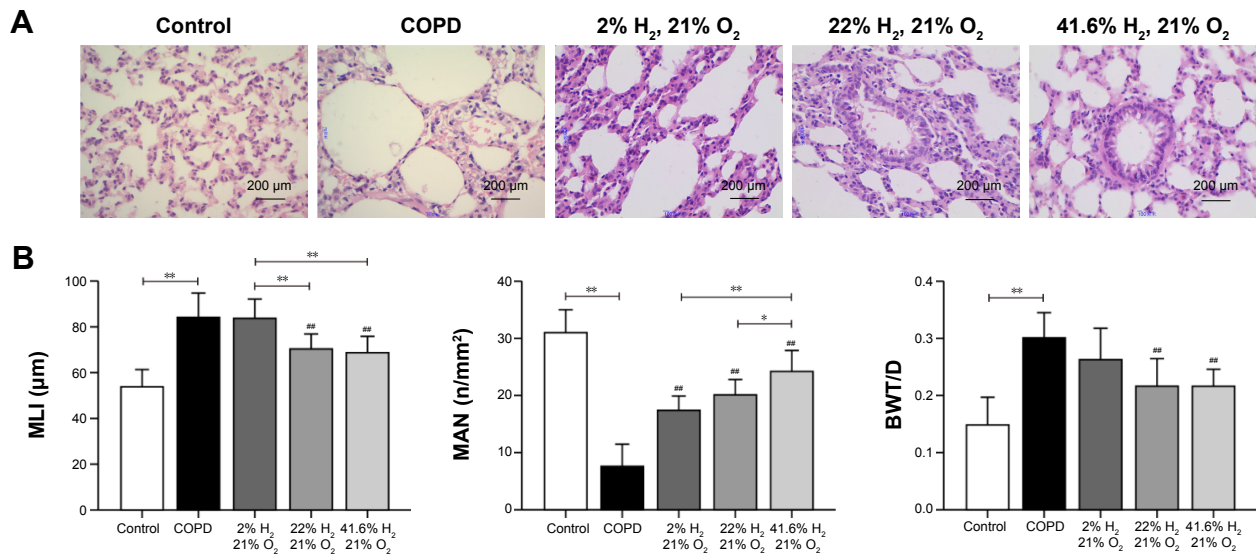 A
Control
COPD
2% H₂, 21% O₂
22% H₂, 21% O₂
41.6% H₂, 21% O₂
200 μm
200 μm
200 μm
200 μm
200 μm
B
MLI (μm)
100
80
60
40
20
0
**
**
**
##
##
Control
COPD
2% H₂
21% O₂
22% H₂
21% O₂
41.6% H₂
21% O₂
MAN (n/mm²)
40
30
20
10
0
**
**
*
##
##
##
Control
COPD
2% H₂
21% O₂
22% H₂
21% O₂
41.6% H₂
21% O₂
BWT/D
0.4
0.3
0.2
0.1
0.0
**
##
##
Control
COPD
2% H₂
21% O₂
22% H₂
21% O₂
41.6% H₂
21% O₂